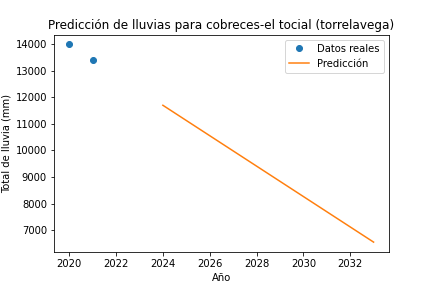 Predicción de lluvias para cobreces-el tocial (torrelavega)
Datos reales
Predicción
Total de lluvia (mm)
14000
13000
12000
11000
10000
9000
8000
7000
2020 2022 2024 2026 2028 2030 2032
Año